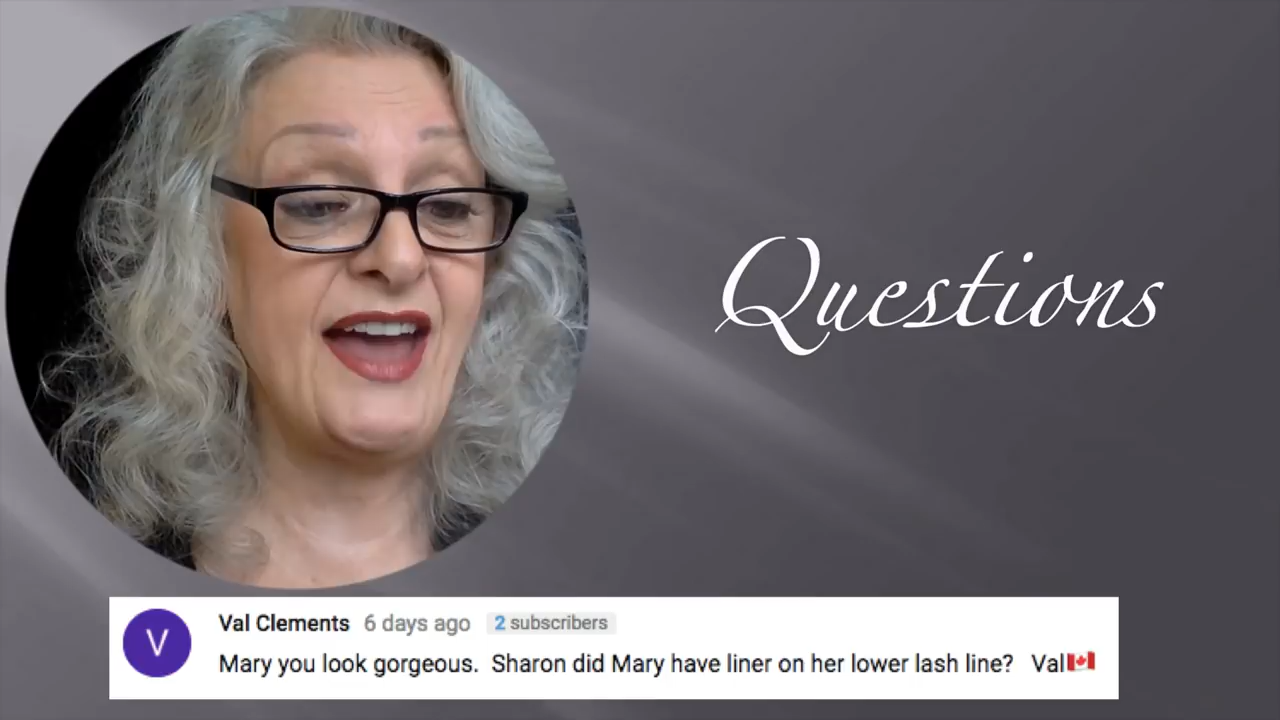 Questions
V
Val Clements 6 days ago 2 subscribers
Mary you look gorgeous. Sharon did Mary have liner on her lower lash line? Val🇨🇦